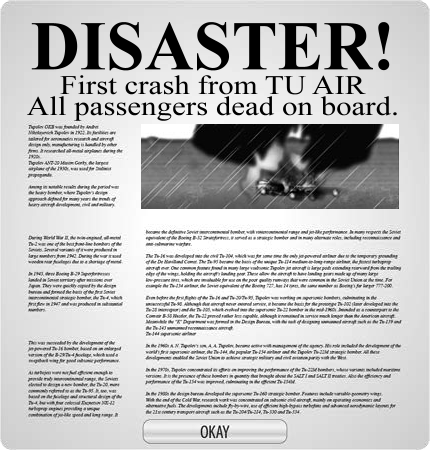 DISASTER!
First crash from TU AIR
All passengers dead on board.
Tupolev OKB was founded by Andrei
Nikolayevich Tupolev in 1922. Its facilities are
tailored for aeronautics research and aircraft
design only, manufacturing is handled by other
firms. It researched all-metal airplanes during the
1920s.
Tupolev ANT-20 Maxim Gorky, the largest
airplane of the 1930s, was used for Stalinist
propaganda.
Among its notable results during the period was
the heavy bomber, where Tupolev's design
approach defined for many years the trends of
heavy aircraft development, civil and military.
During World War II, the twin-engined, all-metal
Tu-2 was one of the best front-line bombers of the
Soviets. Several variants of it were produced in
large numbers from 1942. During the war it used
wooden rear fuselages due to a shortage of metal.
In 1945, three Boeing B-29 Superfortresses
landed in Soviet territory after missions over
Japan. They were quickly copied by the design
bureau and formed the basis of the first Soviet
intercontinental strategic bomber, the Tu-4, which
first flew in 1947 and was produced in substantial
numbers.
This was succeeded by the development of the
jet-powered Tu-16 bomber, based on an enlarged
version of the B-29/Tu-4 fuselage, which used a
sweptback wing for good subsonic performance.
As turbojets were not fuel efficient enough to
provide truly intercontinental range, the Soviets
elected to design a new bomber, the Tu-20, more
commonly referred to as the Tu-95. It, too, was
based on the fuselage and structural design of the
Tu-4, but with four colossal Kuznetsov NK-12
turboprop engines providing a unique
combination of jet-like speed and long range. It
became the definitive Soviet intercontinental bomber, with intercontinental range and jet-like performance. In many respects the Soviet
equivalent of the Boeing B-52 Stratofortress, it served as a strategic bomber and in many alternate roles, including reconnaissance and
anti-submarine warfare.
The Tu-16 was developed into the civil Tu-104, which was for some time the only jet-powered airliner due to the temporary grounding
of the De Havilland Comet. The Tu-95 became the basis of the unique Tu-114 medium-to-long-range airliner, the fastest turboprop
aircraft ever. One common feature found in many large subsonic Tupolev jet aircraft is large pods extending rearward from the trailing
edge of the wings, holding the aircraft's landing gear. These allow the aircraft to have landing gears made up of many large
low-pressure tires, which are invaluable for use on the poor quality runways that were common in the Soviet Union at the time. For
example the Tu-154 airliner, the Soviet equivalent of the Boeing 727, has 14 tires, the same number as Boeing's far larger 777-200.
Even before the first flights of the Tu-16 and Tu-20/Tu-95, Tupolev was working on supersonic bombers, culminating in the
unsuccessful Tu-98. Although that aircraft never entered service, it became the basis for the prototype Tu-102 (later developed into the
Tu-28 interceptor) and the Tu-105, which evolved into the supersonic Tu-22 bomber in the mid-1960s. Intended as a counterpart to the
Convair B-58 Hustler, the Tu-22 proved rather less capable, although it remained in service much longer than the American aircraft.
Meanwhile the "K" Department was formed in the Design Bureau, with the task of designing unmanned aircraft such as the Tu-139 and
the Tu-143 unmanned reconnaissance aircraft.
Tu-144 supersonic airliner
In the 1960s A. N. Tupolev's son, A. A. Tupolev, became active with management of the agency. His role included the development of the
world's first supersonic airliner, the Tu-144, the popular Tu-154 airliner and the Tupolev Tu-22M strategic bomber. All these
developments enabled the Soviet Union to achieve strategic military and civil aviation parity with the West.
In the 1970s, Tupolev concentrated its efforts on improving the performance of the Tu-22M bombers, whose variants included maritime
versions. It is the presence of these bombers in quantity that brought about the SALT I and SALT II treaties. Also the efficiency and
performance of the Tu-154 was improved, culminating in the efficient Tu-154M.
In the 1980s the design bureau developed the supersonic Tu-160 strategic bomber. Features include variable-geometry wings.
With the end of the Cold War, research work was concentrated on subsonic civil aircraft, mainly on operating economics and
alternative fuels. The developments include fly-by-wire, use of efficient high-bypass turbofans and advanced aerodynamic layouts for
the 21st century transport aircraft such as the Tu-204/Tu-214, Tu-330 and Tu-334.
OKAY